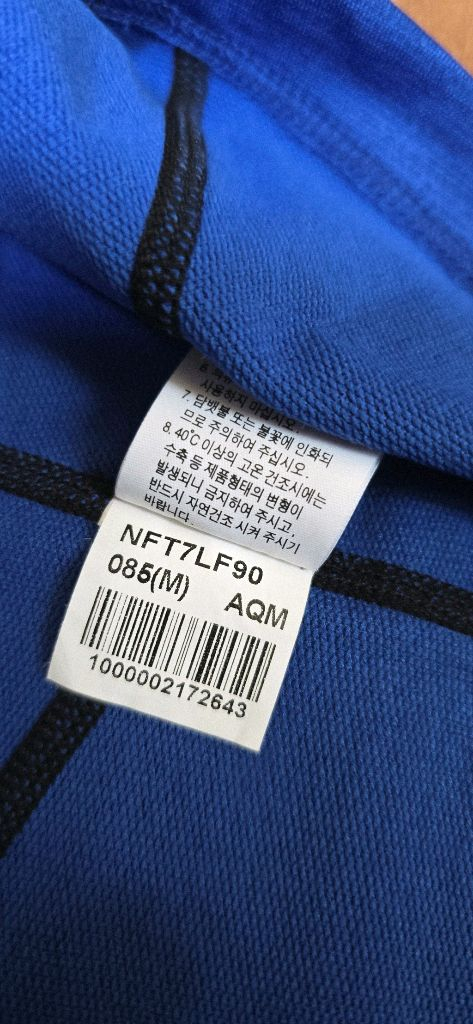 사용하지 마십시오.
7. 담뱃불 또는 불꽃에 인화되
므로 주의하여 주십시오.
8. 40℃ 이상의 고온 건조시에는
수축 등 제품형태의 변형이
발생되니 금지하여 주시고,
반드시 자연건조 시켜 주시기
바랍니다.
NFT7LF90
085(M) AQM
1000002172643